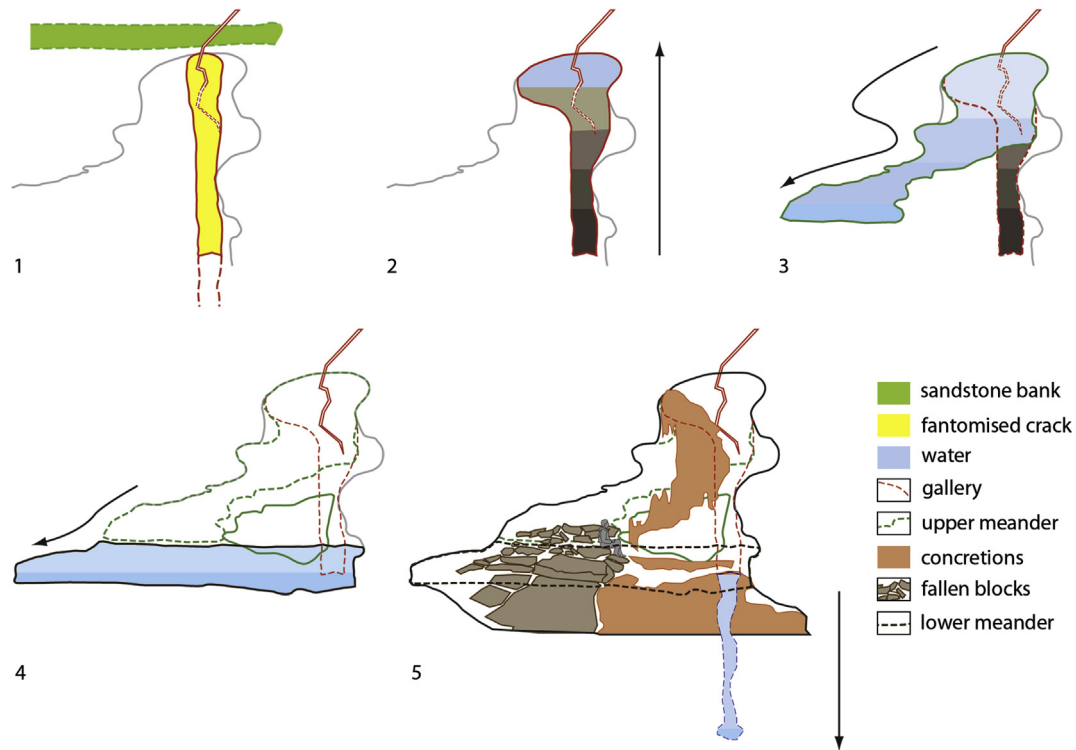 1
2
3
4
5
sandstone bank
fantomised crack
water
gallery
upper meander
concretions
fallen blocks
lower meander